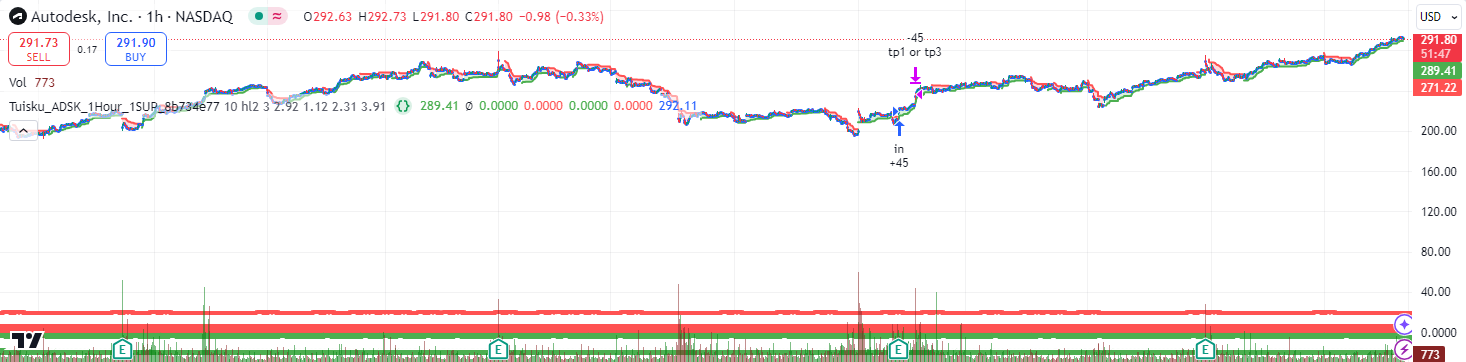 Autodesk, Inc. · 1h · NASDAQ O292.63 H292.73 L291.80 C291.80 −0.98 (−0.33%)
USD
291.73 SELL 0.17 291.90 BUY
Vol 773
Tuisku_ADSK_1Hour_1SUP_8b734e77 10 hl2 3 2.92 1.12 2.31 3.91 289.41 Ø 0.0000 0.0000 0.0000 0.0000 292.11
-45
tp1 or tp3
in
+45
291.80
51:47
289.41
271.22
200.00
160.00
120.00
80.00
40.00
0.0000
773
E E E E